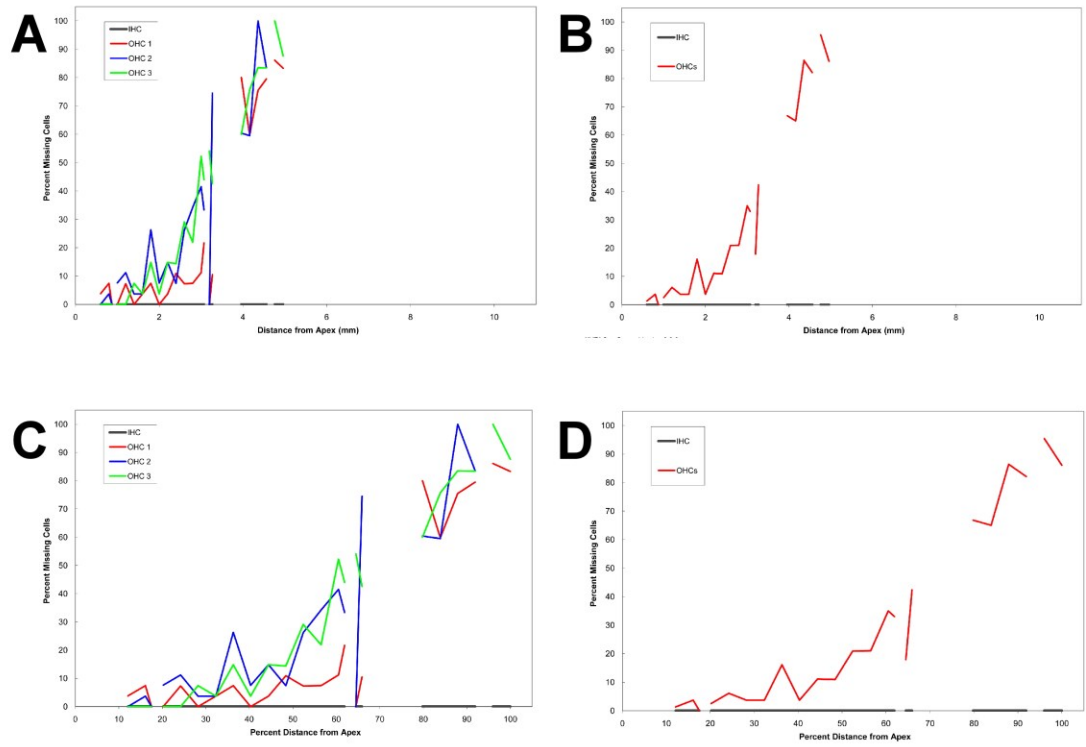 A
100
90
80
70
60
50
40
30
20
10
0
Percent Missing Cells
IHC
OHC 1
OHC 2
OHC 3
0 2 4 6 8 10
Distance from Apex (mm)
B
100
90
80
70
60
50
40
30
20
10
0
Percent Missing Cells
IHC
OHCs
0 2 4 6 8 10
Distance from Apex (mm)
C
100
90
80
70
60
50
40
30
20
10
0
Percent Missing Cells
IHC
OHC 1
OHC 2
OHC 3
0 10 20 30 40 50 60 70 80 90 100
Percent Distance from Apex
D
100
90
80
70
60
50
40
30
20
10
0
Percent Missing Cells
IHC
OHCs
0 10 20 30 40 50 60 70 80 90 100
Percent Distance from Apex